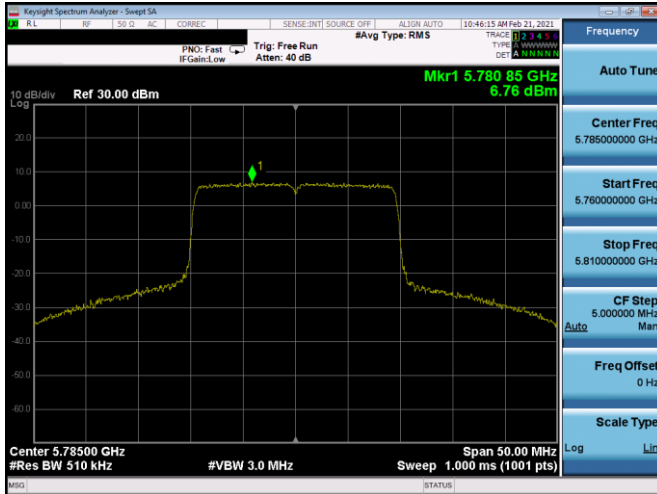 Keysight Spectrum Analyzer - Swept SA
RL RF 50 Ω AC CORREC SENSE:INT SOURCE OFF ALIGN AUTO 10:46:15 AM Feb 21, 2021
#Avg Type: RMS TRACE 1 2 3 4 5 6
PNO: Fast Trig: Free Run TYPE A WWWWW
IFGain:Low Atten: 40 dB DET A N N N N N
Mkr1 5.780 85 GHz
10 dB/div Ref 30.00 dBm 6.76 dBm
Log
20.0
10.0
0.00
-10.0
-20.0
-30.0
-40.0
-50.0
-60.0
1
Center 5.78500 GHz Span 50.00 MHz
#Res BW 510 kHz #VBW 3.0 MHz Sweep 1.000 ms (1001 pts)
MSG STATUS
Frequency
Auto Tune
Center Freq
5.785000000 GHz
Start Freq
5.760000000 GHz
Stop Freq
5.810000000 GHz
CF Step
5.000000 MHz
Auto Man
Freq Offset
0 Hz
Scale Type
Log Lin